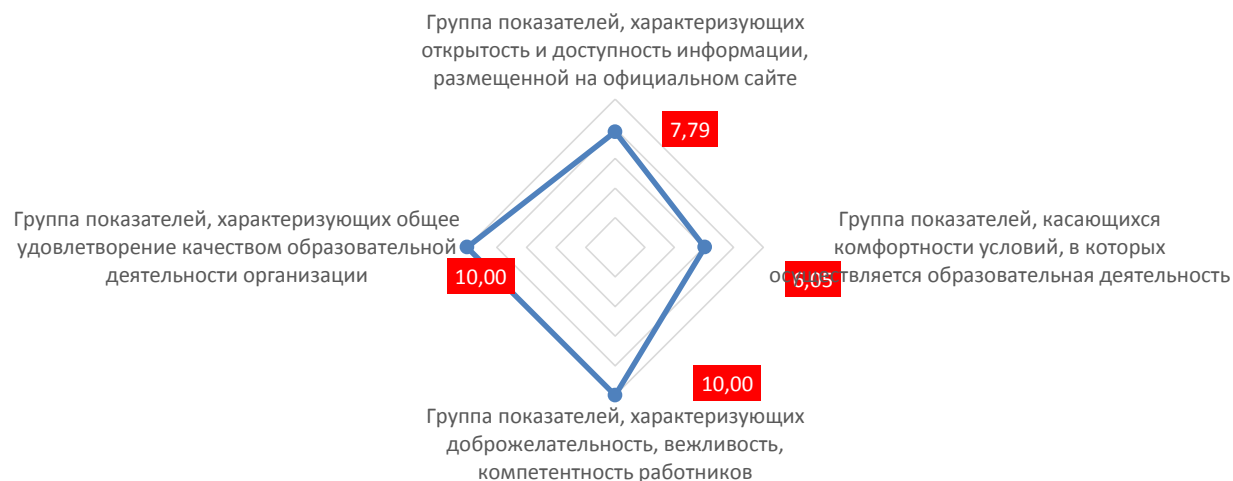 Группа показателей, характеризующих
открытость и доступность информации,
размещенной на официальном сайте
7,79
Группа показателей, характеризующих общее
удовлетворение качеством образовательной
деятельности организации
10,00
Группа показателей, касающихся
комфортности условий, в которых
осуществляется образовательная деятельность
6,05
10,00
Группа показателей, характеризующих
доброжелательность, вежливость,
компетентность работников